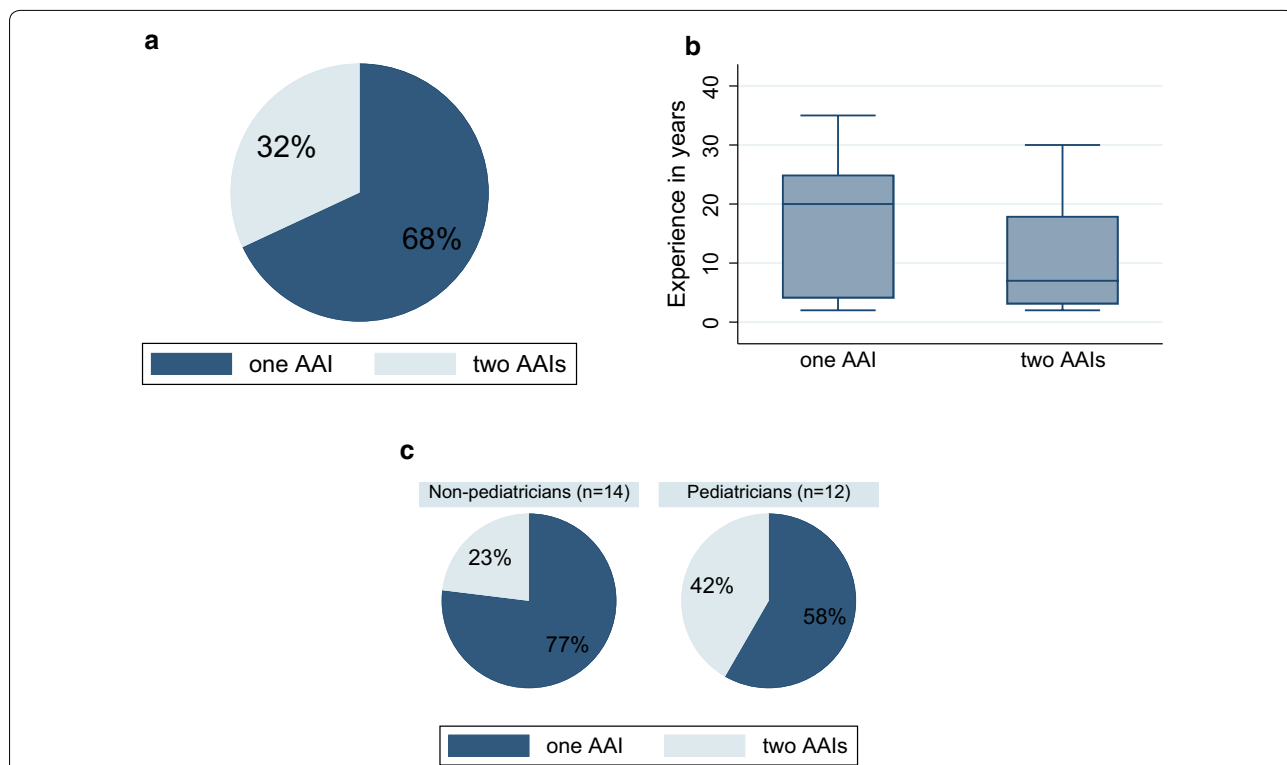 a
32%
68%
one AAI
two AAIs
b
Experience in years
40
30
20
10
0
one AAI
two AAIs
c
Non-pediatricians (n=14)
Pediatricians (n=12)
23%
77%
42%
58%
one AAI
two AAIs